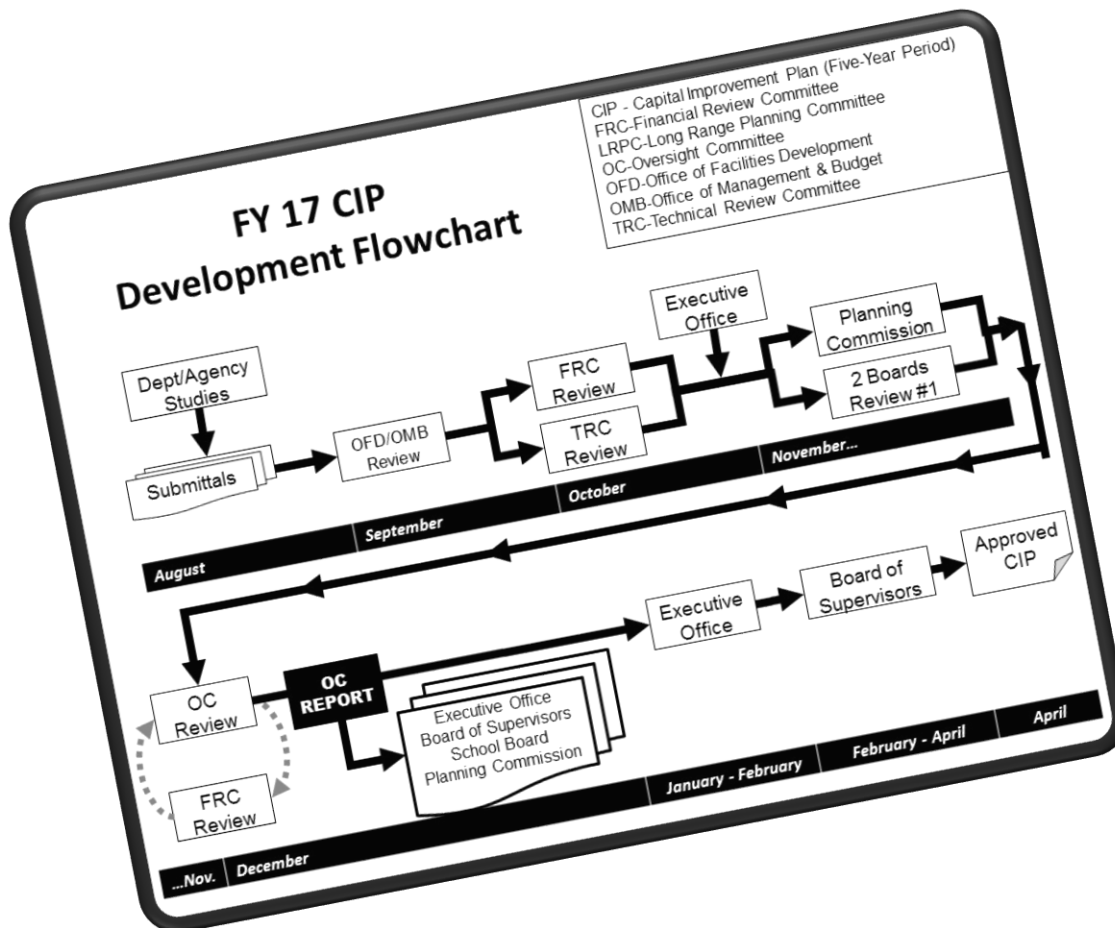 CIP - Capital Improvement Plan (Five-Year Period)
FRC-Financial Review Committee
LRPC-Long Range Planning Committee
OC-Oversight Committee
OFD-Office of Facilities Development
OMB-Office of Management & Budget
TRC-Technical Review Committee
FY 17 CIP
Development Flowchart
Dept/Agency
Studies
Submittals
OFD/OMB
Review
FRC
Review
TRC
Review
Executive
Office
Planning
Commission
2 Boards
Review #1
August
September
October
November...
OC
Review
FRC
Review
OC
REPORT
Executive Office
Board of Supervisors
School Board
Planning Commission
Executive
Office
Board of
Supervisors
Approved
CIP
...Nov.
December
January - February
February - April
April